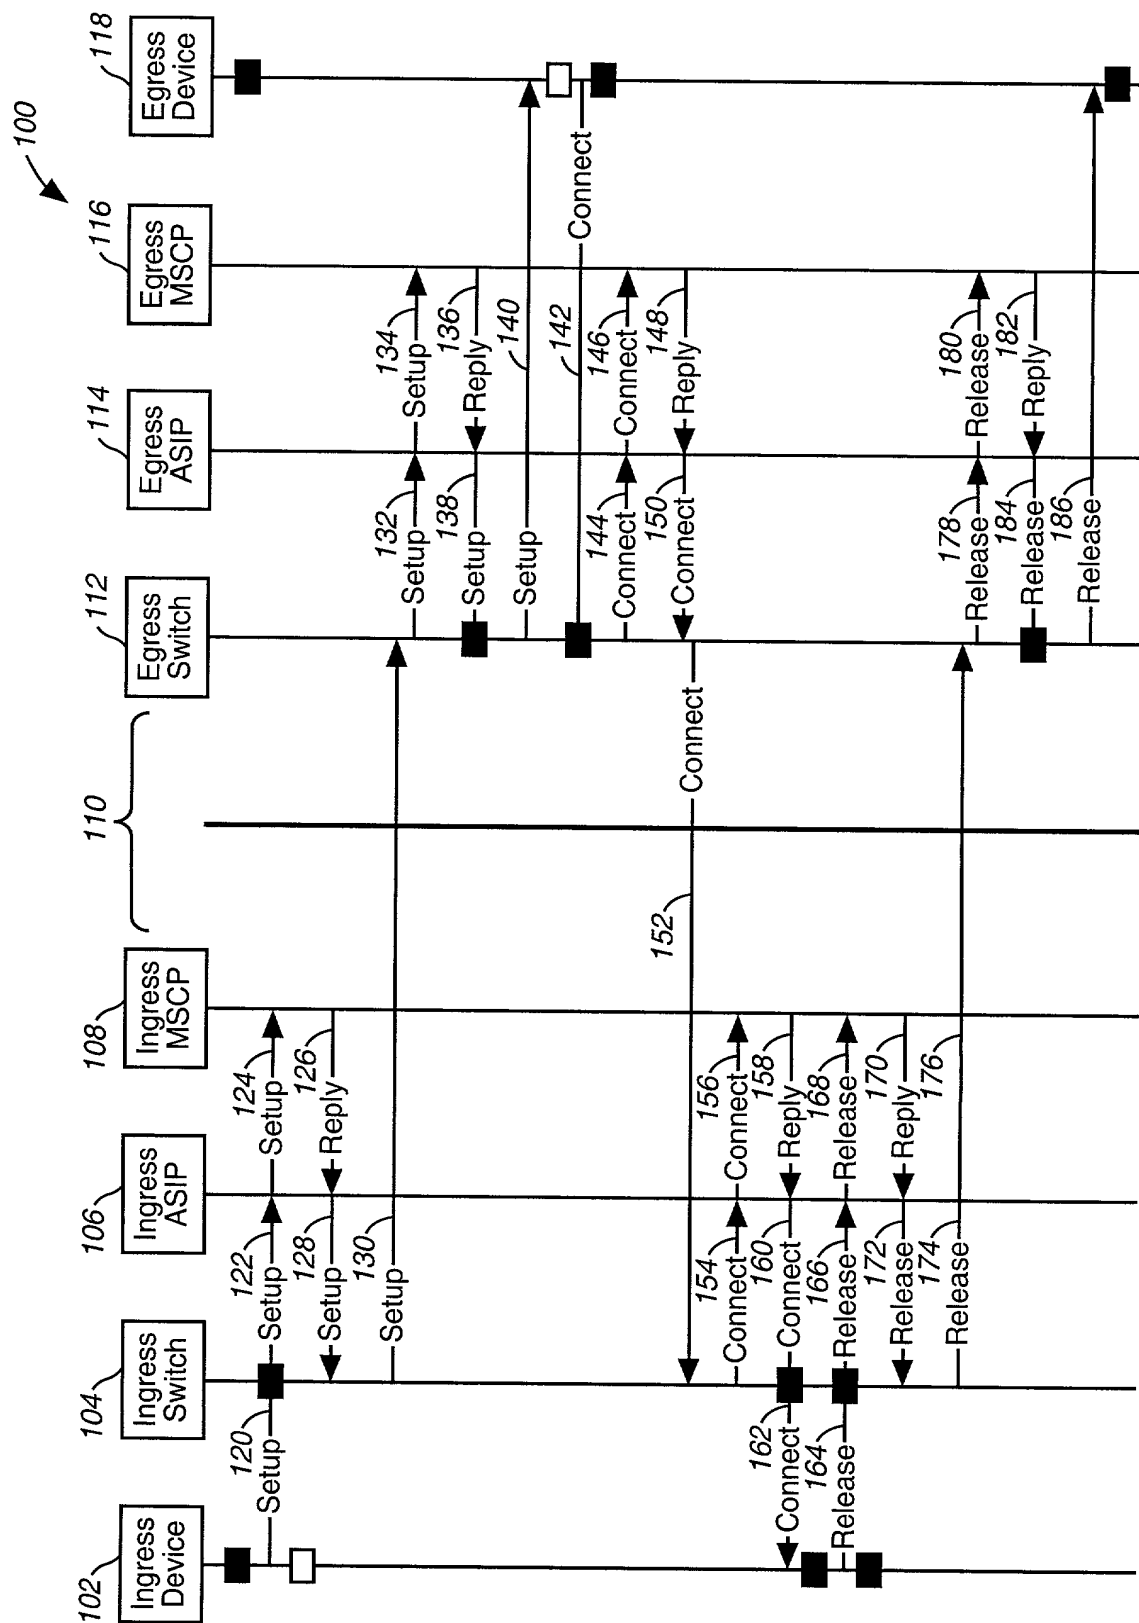 100
102
Ingress
Device
104
Ingress
Switch
106
Ingress
ASIP
108
Ingress
MSCP
110
112
Egress
Switch
114
Egress
ASIP
116
Egress
MSCP
118
Egress
Device
120
Setup
122
Setup
124
Setup
126
Reply
128
Setup
130
Setup
132
Setup
134
Setup
136
Reply
138
Setup
140
Setup
142
Connect
144
Connect
146
Connect
148
Reply
150
Connect
152
Connect
154
Connect
156
Connect
158
Reply
160
Connect
162
Connect
164
Release
166
Release
168
Release
170
Reply
172
Release
174
Release
176
178
Release
180
Release
182
Reply
184
Release
186
Release